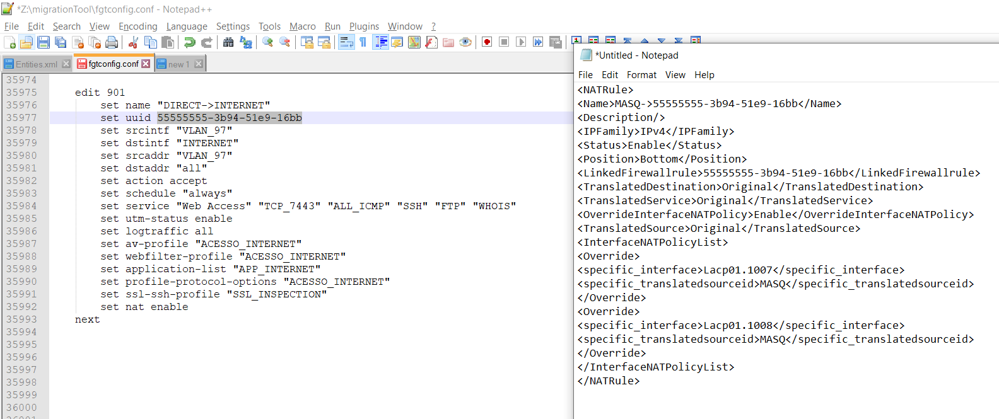 *Z:\migrationTool\fgtconfig.conf - Notepad++
File Edit Search View Encoding Language Settings Tools Macro Run Plugins Window ?
Entities.xml fgtconfig.conf new 1
35974
35975 edit 901
35976 set name "DIRECT->INTERNET"
35977 set uuid 55555555-3b94-51e9-16bb
35978 set srcintf "VLAN_97"
35979 set dstintf "INTERNET"
35980 set srcaddr "VLAN_97"
35981 set dstaddr "all"
35982 set action accept
35983 set schedule "always"
35984 set service "Web Access" "TCP_7443" "ALL_ICMP" "SSH" "FTP" "WHOIS"
35985 set utm-status enable
35986 set logtraffic all
35987 set av-profile "ACESSO_INTERNET"
35988 set webfilter-profile "ACESSO_INTERNET"
35989 set application-list "APP_INTERNET"
35990 set profile-protocol-options "ACESSO_INTERNET"
35991 set ssl-ssh-profile "SSL_INSPECTION"
35992 set nat enable
35993 next
35994
35995
35996
35997
35998
35999
36000
*Untitled - Notepad
File Edit Format View Help
<NATRule>
<Name>MASQ->55555555-3b94-51e9-16bb</Name>
<Description/>
<IPFamily>IPv4</IPFamily>
<Status>Enable</Status>
<Position>Bottom</Position>
<LinkedFirewallrule>55555555-3b94-51e9-16bb</LinkedFirewallrule>
<TranslatedDestination>Original</TranslatedDestination>
<TranslatedService>Original</TranslatedService>
<OverrideInterfaceNATPolicy>Enable</OverrideInterfaceNATPolicy>
<TranslatedSource>Original</TranslatedSource>
<InterfaceNATPolicyList>
<Override>
<specific_interface>Lacp01.1007</specific_interface>
<specific_translatedsourceid>MASQ</specific_translatedsourceid>
</Override>
<Override>
<specific_interface>Lacp01.1008</specific_interface>
<specific_translatedsourceid>MASQ</specific_translatedsourceid>
</Override>
</InterfaceNATPolicyList>
</NATRule>